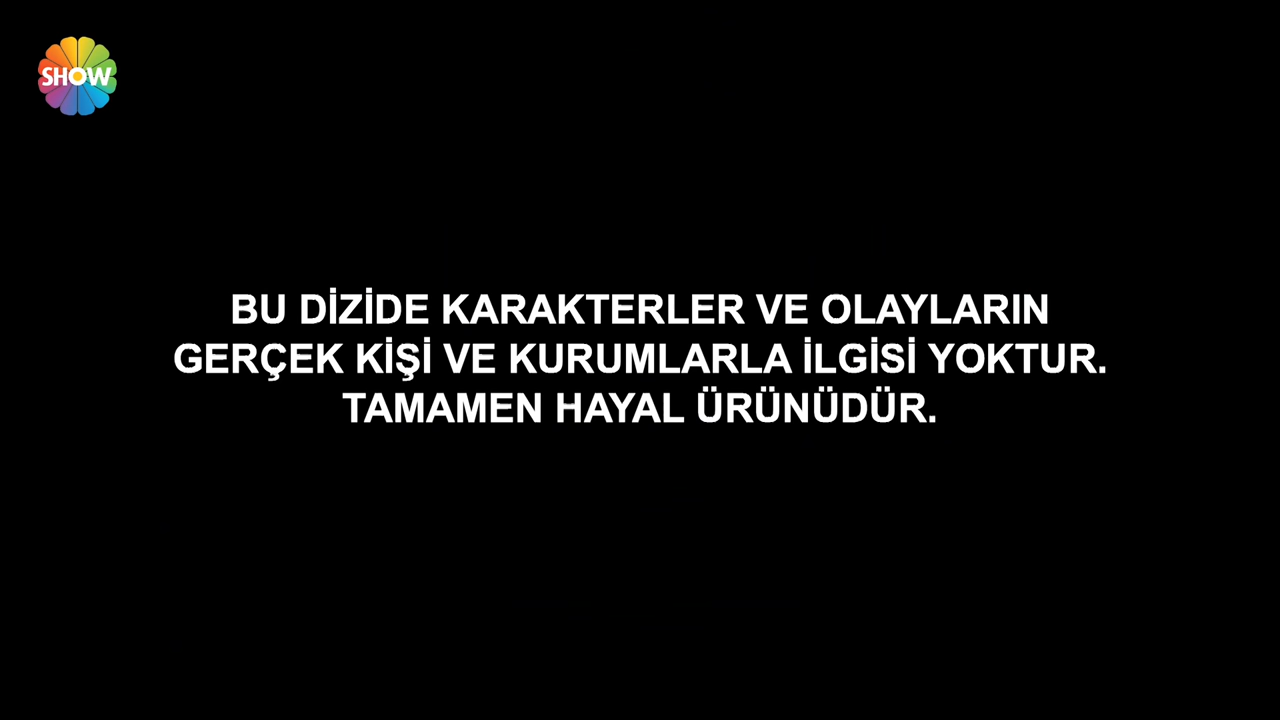 SHOW
BU DİZİDE KARAKTERLER VE OLAYLARIN
GERÇEK KİŞİ VE KURUMLARLA İLGİSİ YOKTUR.
TAMAMEN HAYAL ÜRÜNÜDÜR.